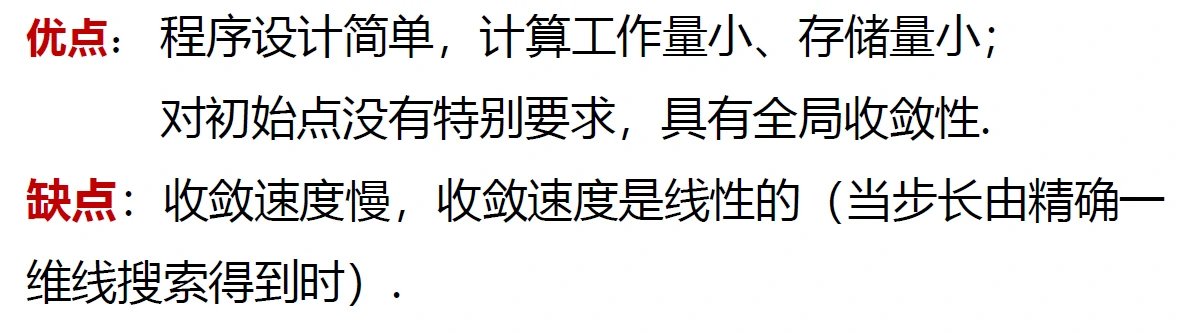 优点： 程序设计简单，计算工作量小、存储量小；
对初始点没有特别要求，具有全局收敛性.
缺点：收敛速度慢，收敛速度是线性的（当步长由精确一
维线搜索得到时）.